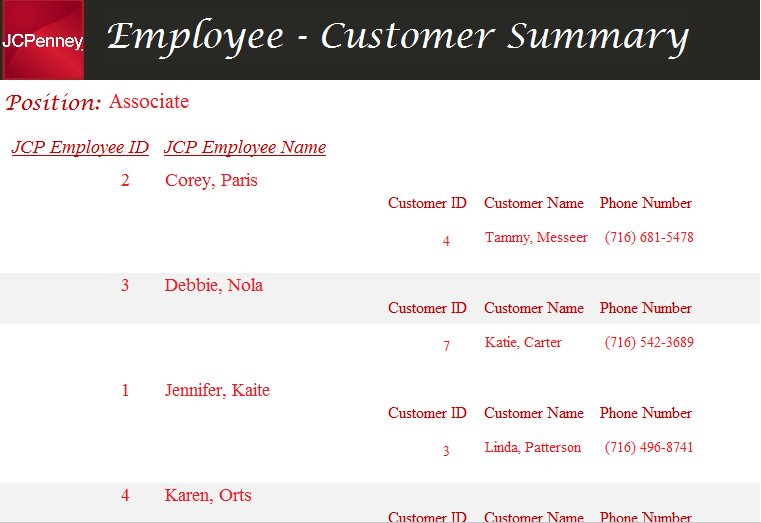 JCPenney
Employee - Customer Summary
Position: Associate
JCP Employee ID JCP Employee Name
2 Corey, Paris
Customer ID Customer Name Phone Number
4 Tammy, Messeer (716) 681-5478
3 Debbie, Nola
Customer ID Customer Name Phone Number
7 Katie, Carter (716) 542-3689
1 Jennifer, Kaite
Customer ID Customer Name Phone Number
3 Linda, Patterson (716) 496-8741
4 Karen, Orts
Customer ID Customer Name Phone Number